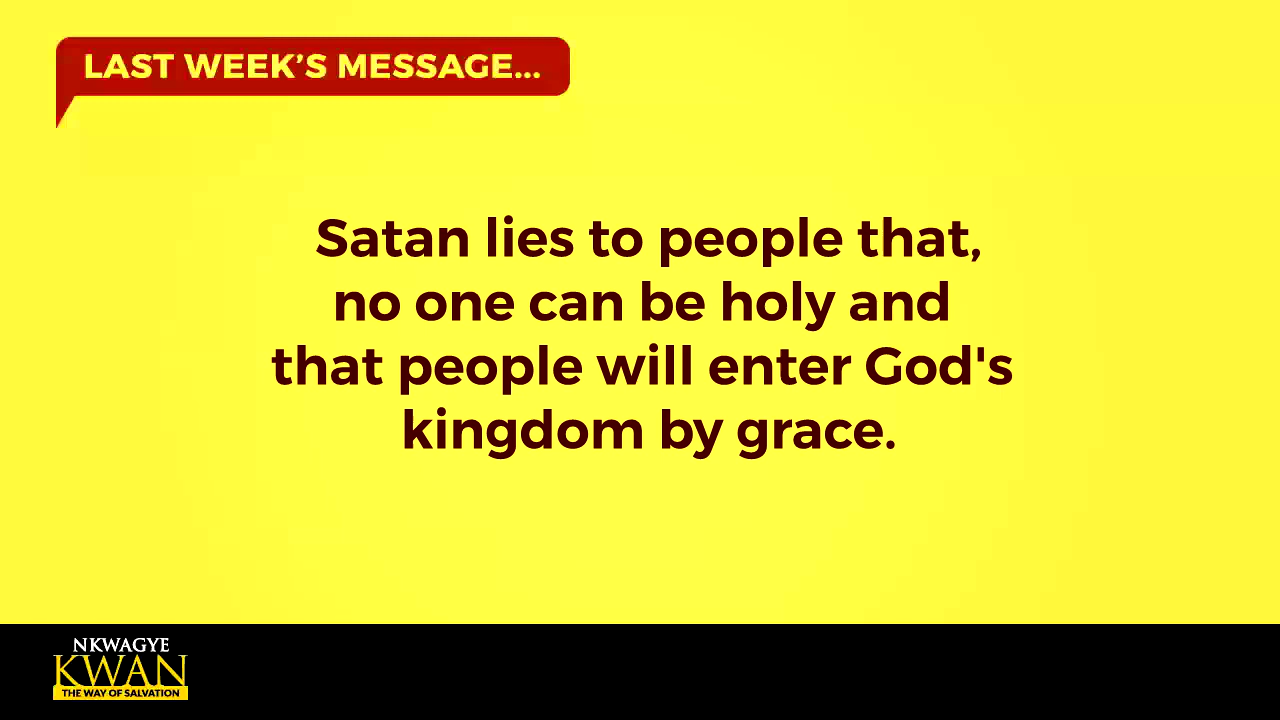 LAST WEEK’S MESSAGE...
Satan lies to people that,
no one can be holy and
that people will enter God's
kingdom by grace.
NKWAGYE
KWAN
THE WAY OF SALVATION